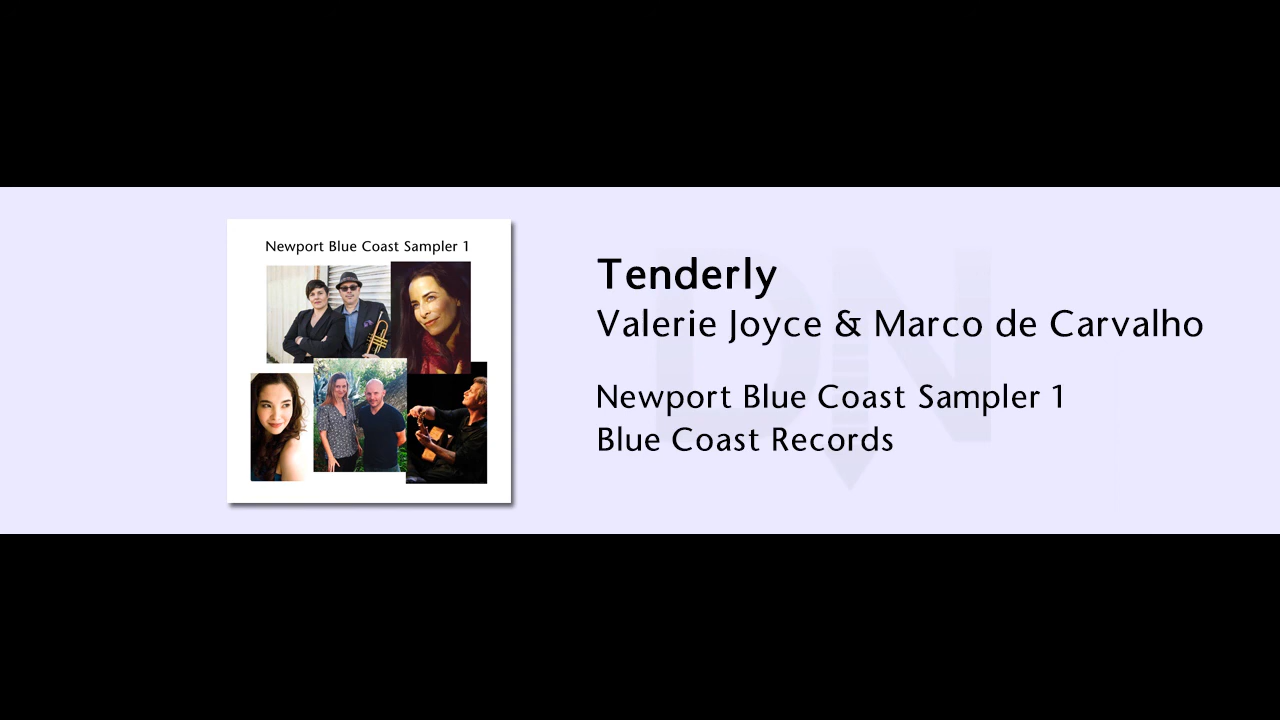 Newport Blue Coast Sampler 1
Tenderly
Valerie Joyce & Marco de Carvalho
Newport Blue Coast Sampler 1
Blue Coast Records
DN